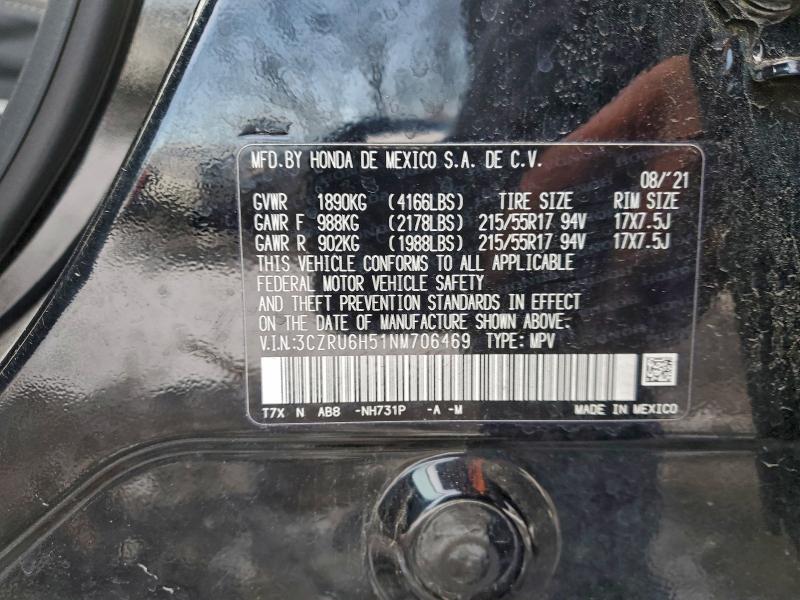 MFD.BY HONDA DE MEXICO S.A. DE C.V.
08/'21
GVWR 1890KG (4166LBS) TIRE SIZE RIM SIZE
GAWR F 988KG (2178LBS) 215/55R17 94V 17X7.5J
GAWR R 902KG (1988LBS) 215/55R17 94V 17X7.5J
THIS VEHICLE CONFORMS TO ALL APPLICABLE
FEDERAL MOTOR VEHICLE SAFETY
AND THEFT PREVENTION STANDARDS IN EFFECT
ON THE DATE OF MANUFACTURE SHOWN ABOVE.
V.I.N.:3CZRU6H51NM706469 TYPE: MPV
T7X N AB8 -NH731P -A -M MADE IN MEXICO